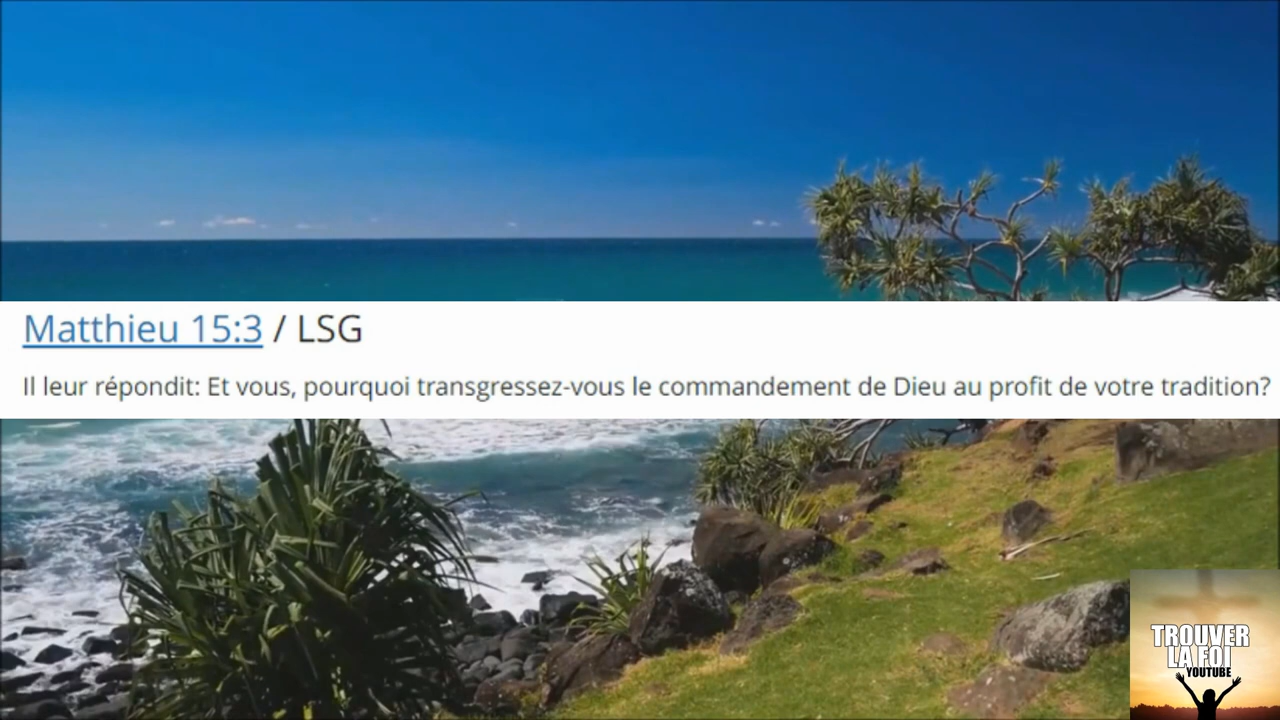 Matthieu 15:3 / LSG
Il leur répondit: Et vous, pourquoi transgressez-vous le commandement de Dieu au profit de votre tradition?
TROUVER
LA FOI
YOUTUBE